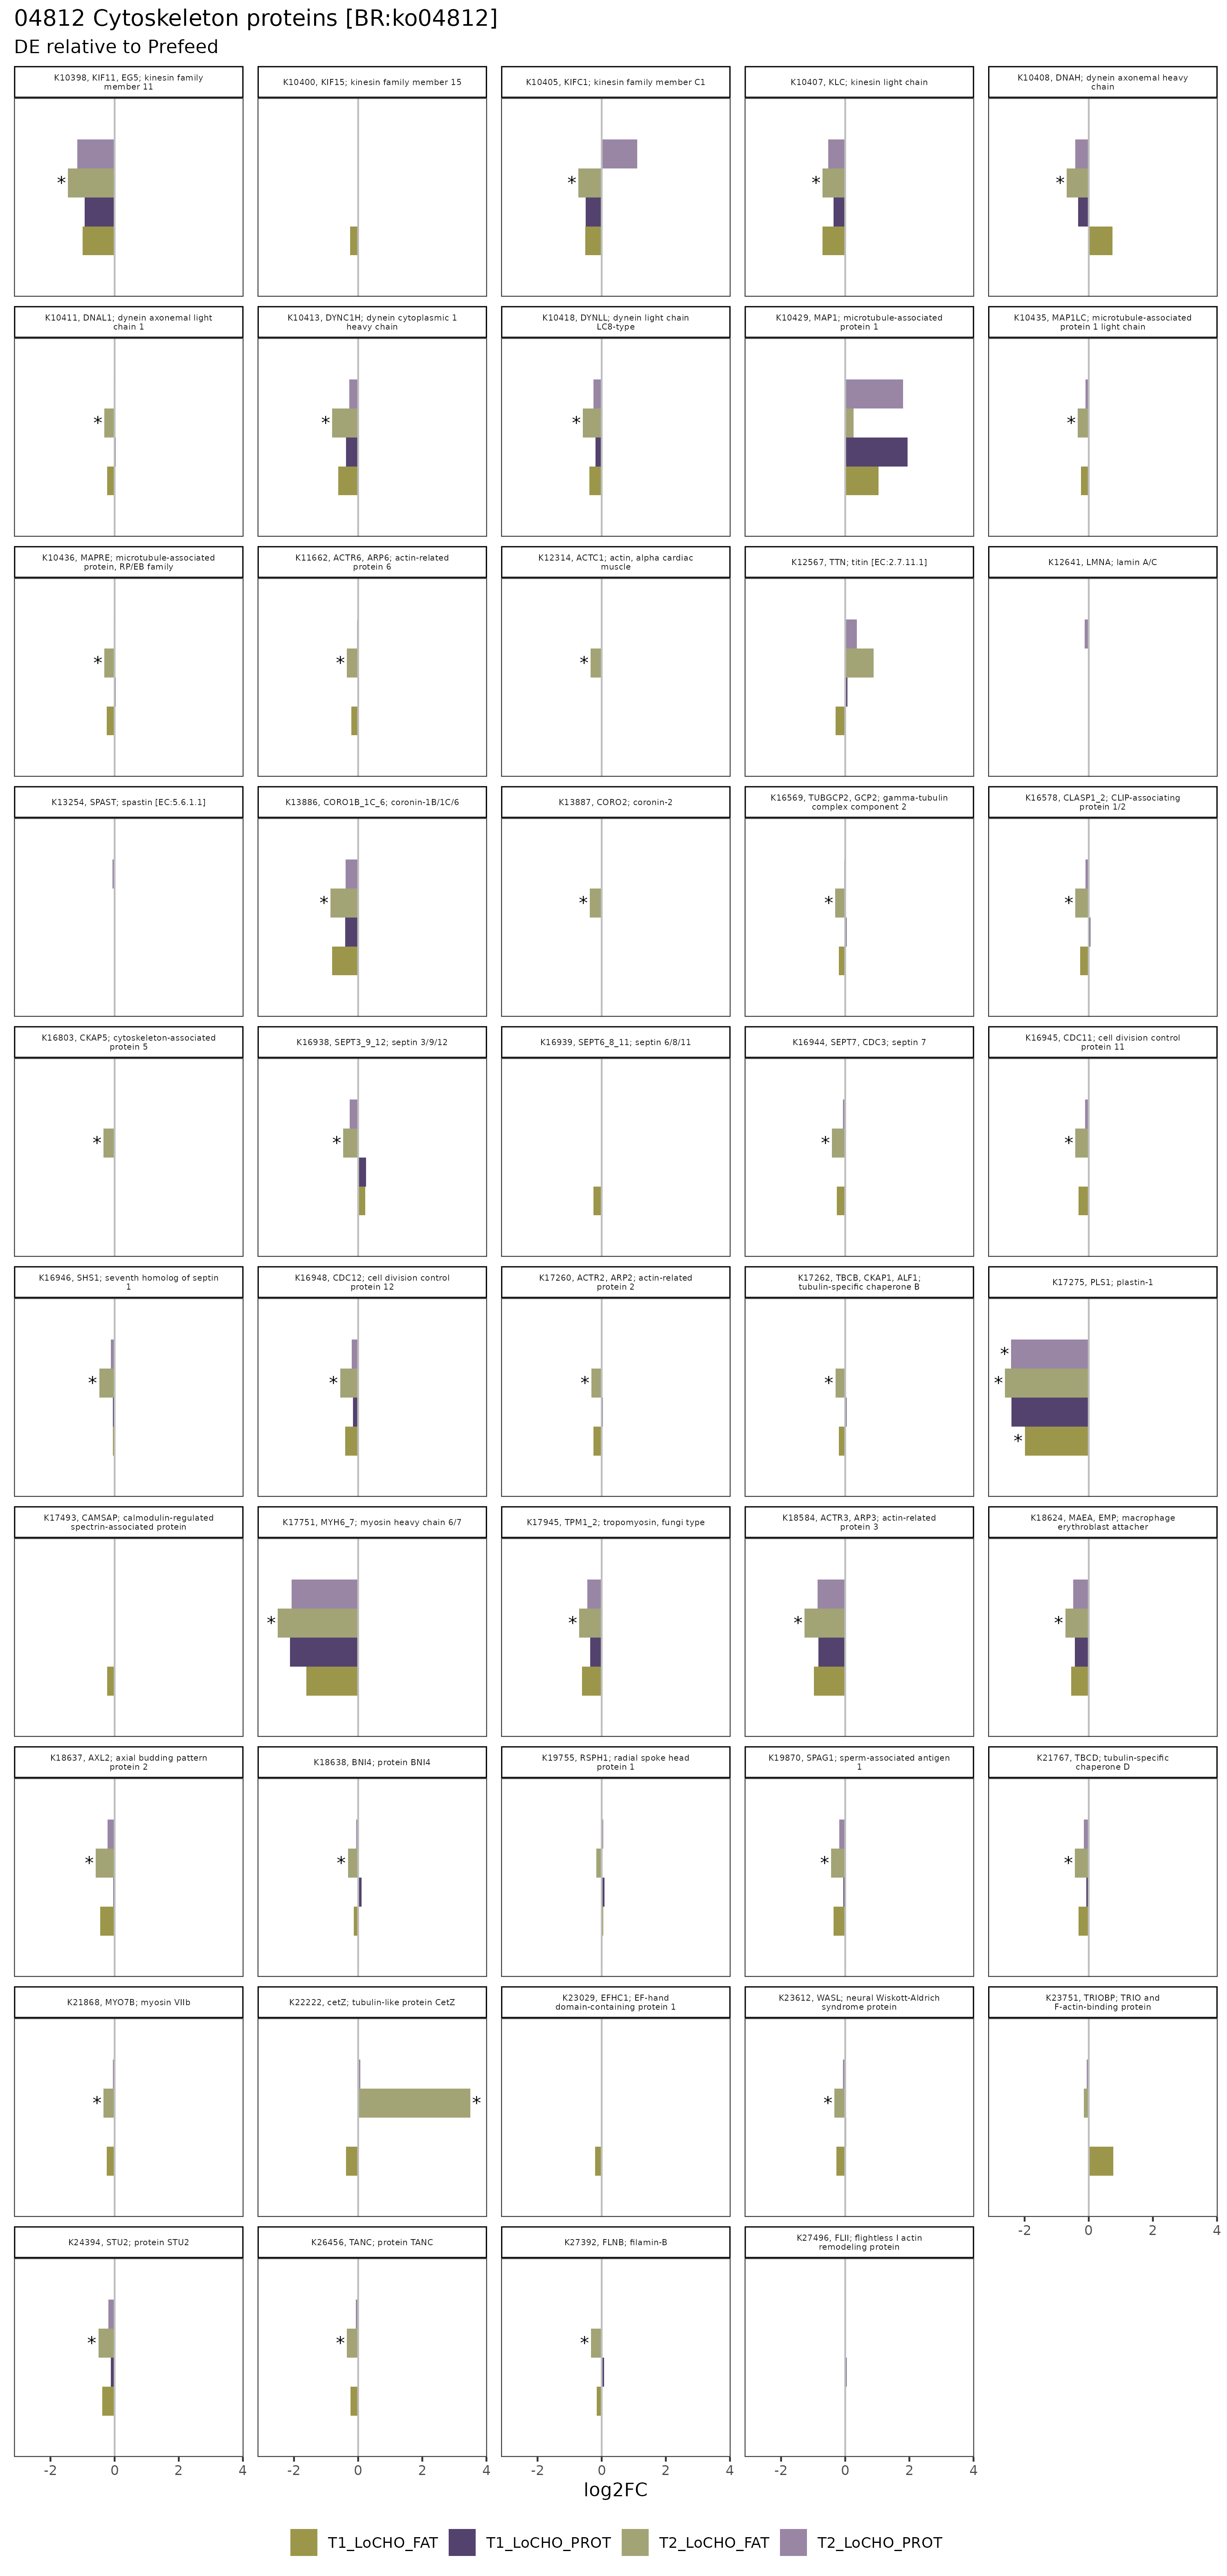 04812 Cytoskeleton proteins [BR:ko04812]
DE relative to Prefeed
K10398, KIF11, EG5; kinesin family
member 11
K10400, KIF15; kinesin family member 15
K10405, KIFC1; kinesin family member C1
K10407, KLC; kinesin light chain
K10408, DNAH; dynein axonemal heavy
chain
*
*
*
*
K10411, DNAL1; dynein axonemal light
chain 1
K10413, DYNC1H; dynein cytoplasmic 1
heavy chain
K10418, DYNLL; dynein light chain
LC8-type
K10429, MAP1; microtubule-associated
protein 1
K10435, MAP1LC; microtubule-associated
protein 1 light chain
*
*
*
*
K10436, MAPRE; microtubule-associated
protein, RP/EB family
K11662, ACTR6, ARP6; actin-related
protein 6
K12314, ACTC1; actin, alpha cardiac
muscle
K12567, TTN; titin [EC:2.7.11.1]
K12641, LMNA; lamin A/C
*
*
*
K13254, SPAST; spastin [EC:5.6.1.1]
K13886, CORO1B_1C_6; coronin-1B/1C/6
K13887, CORO2; coronin-2
K16569, TUBGCP2, GCP2; gamma-tubulin
complex component 2
K16578, CLASP1_2; CLIP-associating
protein 1/2
*
*
*
*
K16803, CKAP5; cytoskeleton-associated
protein 5
K16938, SEPT3_9_12; septin 3/9/12
K16939, SEPT6_8_11; septin 6/8/11
K16944, SEPT7, CDC3; septin 7
K16945, CDC11; cell division control
protein 11
*
*
*
*
K16946, SHS1; seventh homolog of septin
1
K16948, CDC12; cell division control
protein 12
K17260, ACTR2, ARP2; actin-related
protein 2
K17262, TBCB, CKAP1, ALF1;
tubulin-specific chaperone B
K17275, PLS1; plastin-1
*
*
*
*
*
*
*
K17493, CAMSAP; calmodulin-regulated
spectrin-associated protein
K17751, MYH6_7; myosin heavy chain 6/7
K17945, TPM1_2; tropomyosin, fungi type
K18584, ACTR3, ARP3; actin-related
protein 3
K18624, MAEA, EMP; macrophage
erythroblast attacher
*
*
*
*
K18637, AXL2; axial budding pattern
protein 2
K18638, BNI4; protein BNI4
K19755, RSPH1; radial spoke head
protein 1
K19870, SPAG1; sperm-associated antigen
1
K21767, TBCD; tubulin-specific
chaperone D
*
*
*
*
K21868, MYO7B; myosin VIIb
K22222, cetZ; tubulin-like protein CetZ
K23029, EFHC1; EF-hand
domain-containing protein 1
K23612, WASL; neural Wiskott-Aldrich
syndrome protein
K23751, TRIOBP; TRIO and
F-actin-binding protein
*
*
*
-2 0 2 4
K24394, STU2; protein STU2
K26456, TANC; protein TANC
K27392, FLNB; filamin-B
K27496, FLII; flightless I actin
remodeling protein
*
*
*
-2 0 2 4
-2 0 2 4
-2 0 2 4
-2 0 2 4
log2FC
T1_LoCHO_FAT T1_LoCHO_PROT T2_LoCHO_FAT T2_LoCHO_PROT